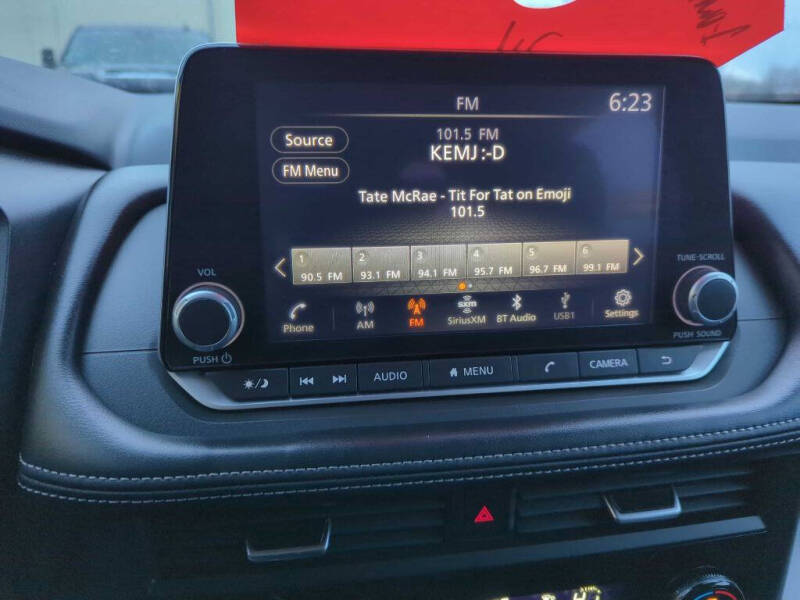 FM
6:23
Source
101.5 FM
KEMJ :-D
FM Menu
Tate McRae - Tit For Tat on Emoji
101.5
1 2 3 4 5 6
90.5 FM 93.1 FM 94.1 FM 95.7 FM 96.7 FM 99.1 FM
Phone AM FM SiriusXM BT Audio USB1 Settings
sxm
VOL
PUSH
TUNE·SCROLL
PUSH SOUND
AUDIO MENU CAMERA